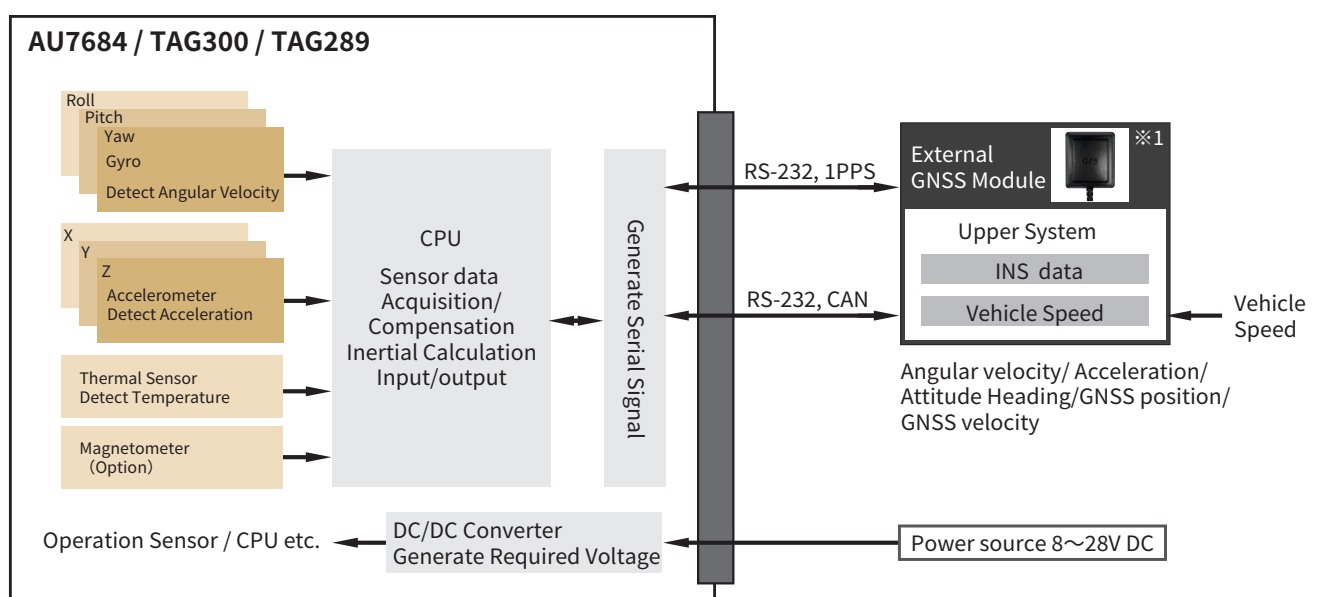 AU7684 / TAG300 / TAG289
Roll
Pitch
Yaw
Gyro
Detect Angular Velocity
X
Y
Z
Accelerometer
Detect Acceleration
Thermal Sensor
Detect Temperature
Magnetometer
（Option）
CPU
Sensor data
Acquisition/
Compensation
Inertial Calculation
Input/output
Generate Serial Signal
RS-232, 1PPS
RS-232, CAN
External
GNSS Module
GPS
※1
Upper System
INS data
Vehicle Speed
Vehicle
Speed
Angular velocity/ Acceleration/
Attitude Heading/GNSS position/
GNSS velocity
Operation Sensor / CPU etc.
DC/DC Converter
Generate Required Voltage
Power source 8～28V DC